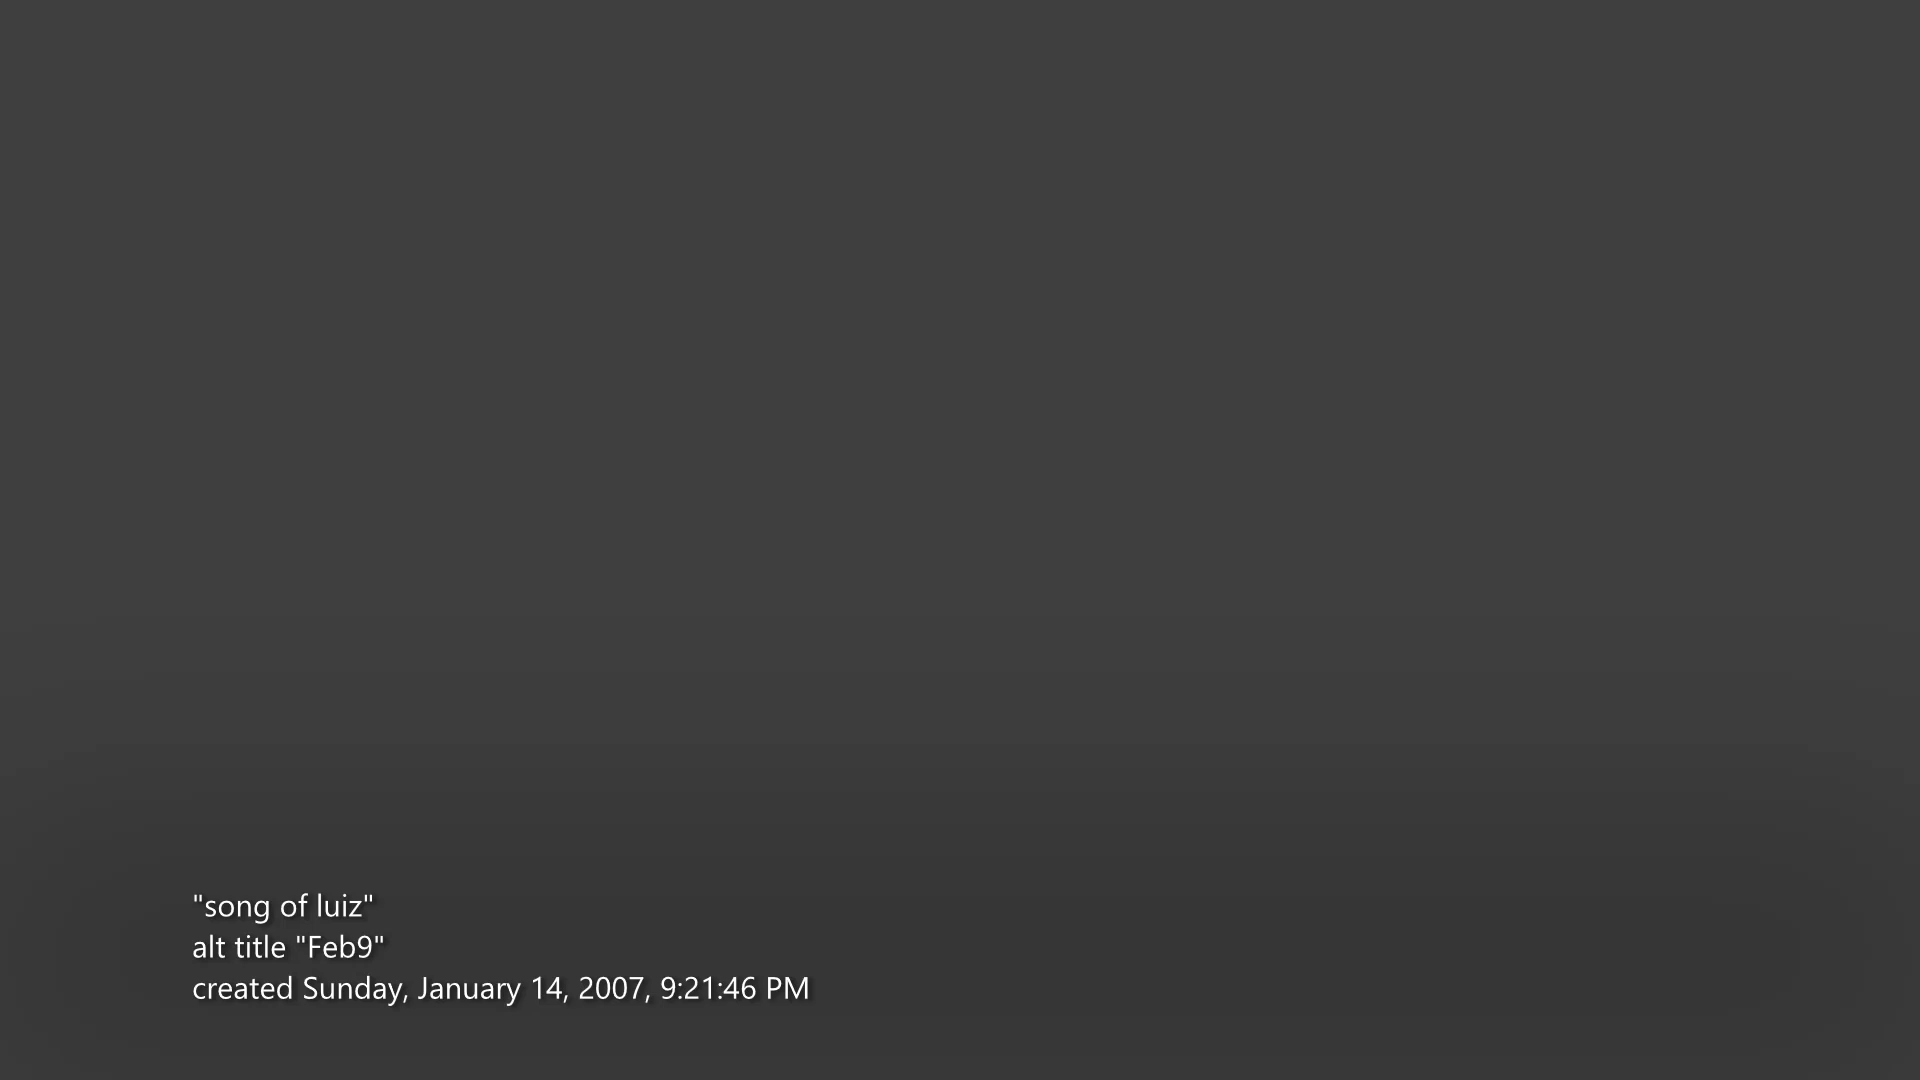 "song of luiz"
alt title "Feb9"
created Sunday, January 14, 2007, 9:21:46 PM